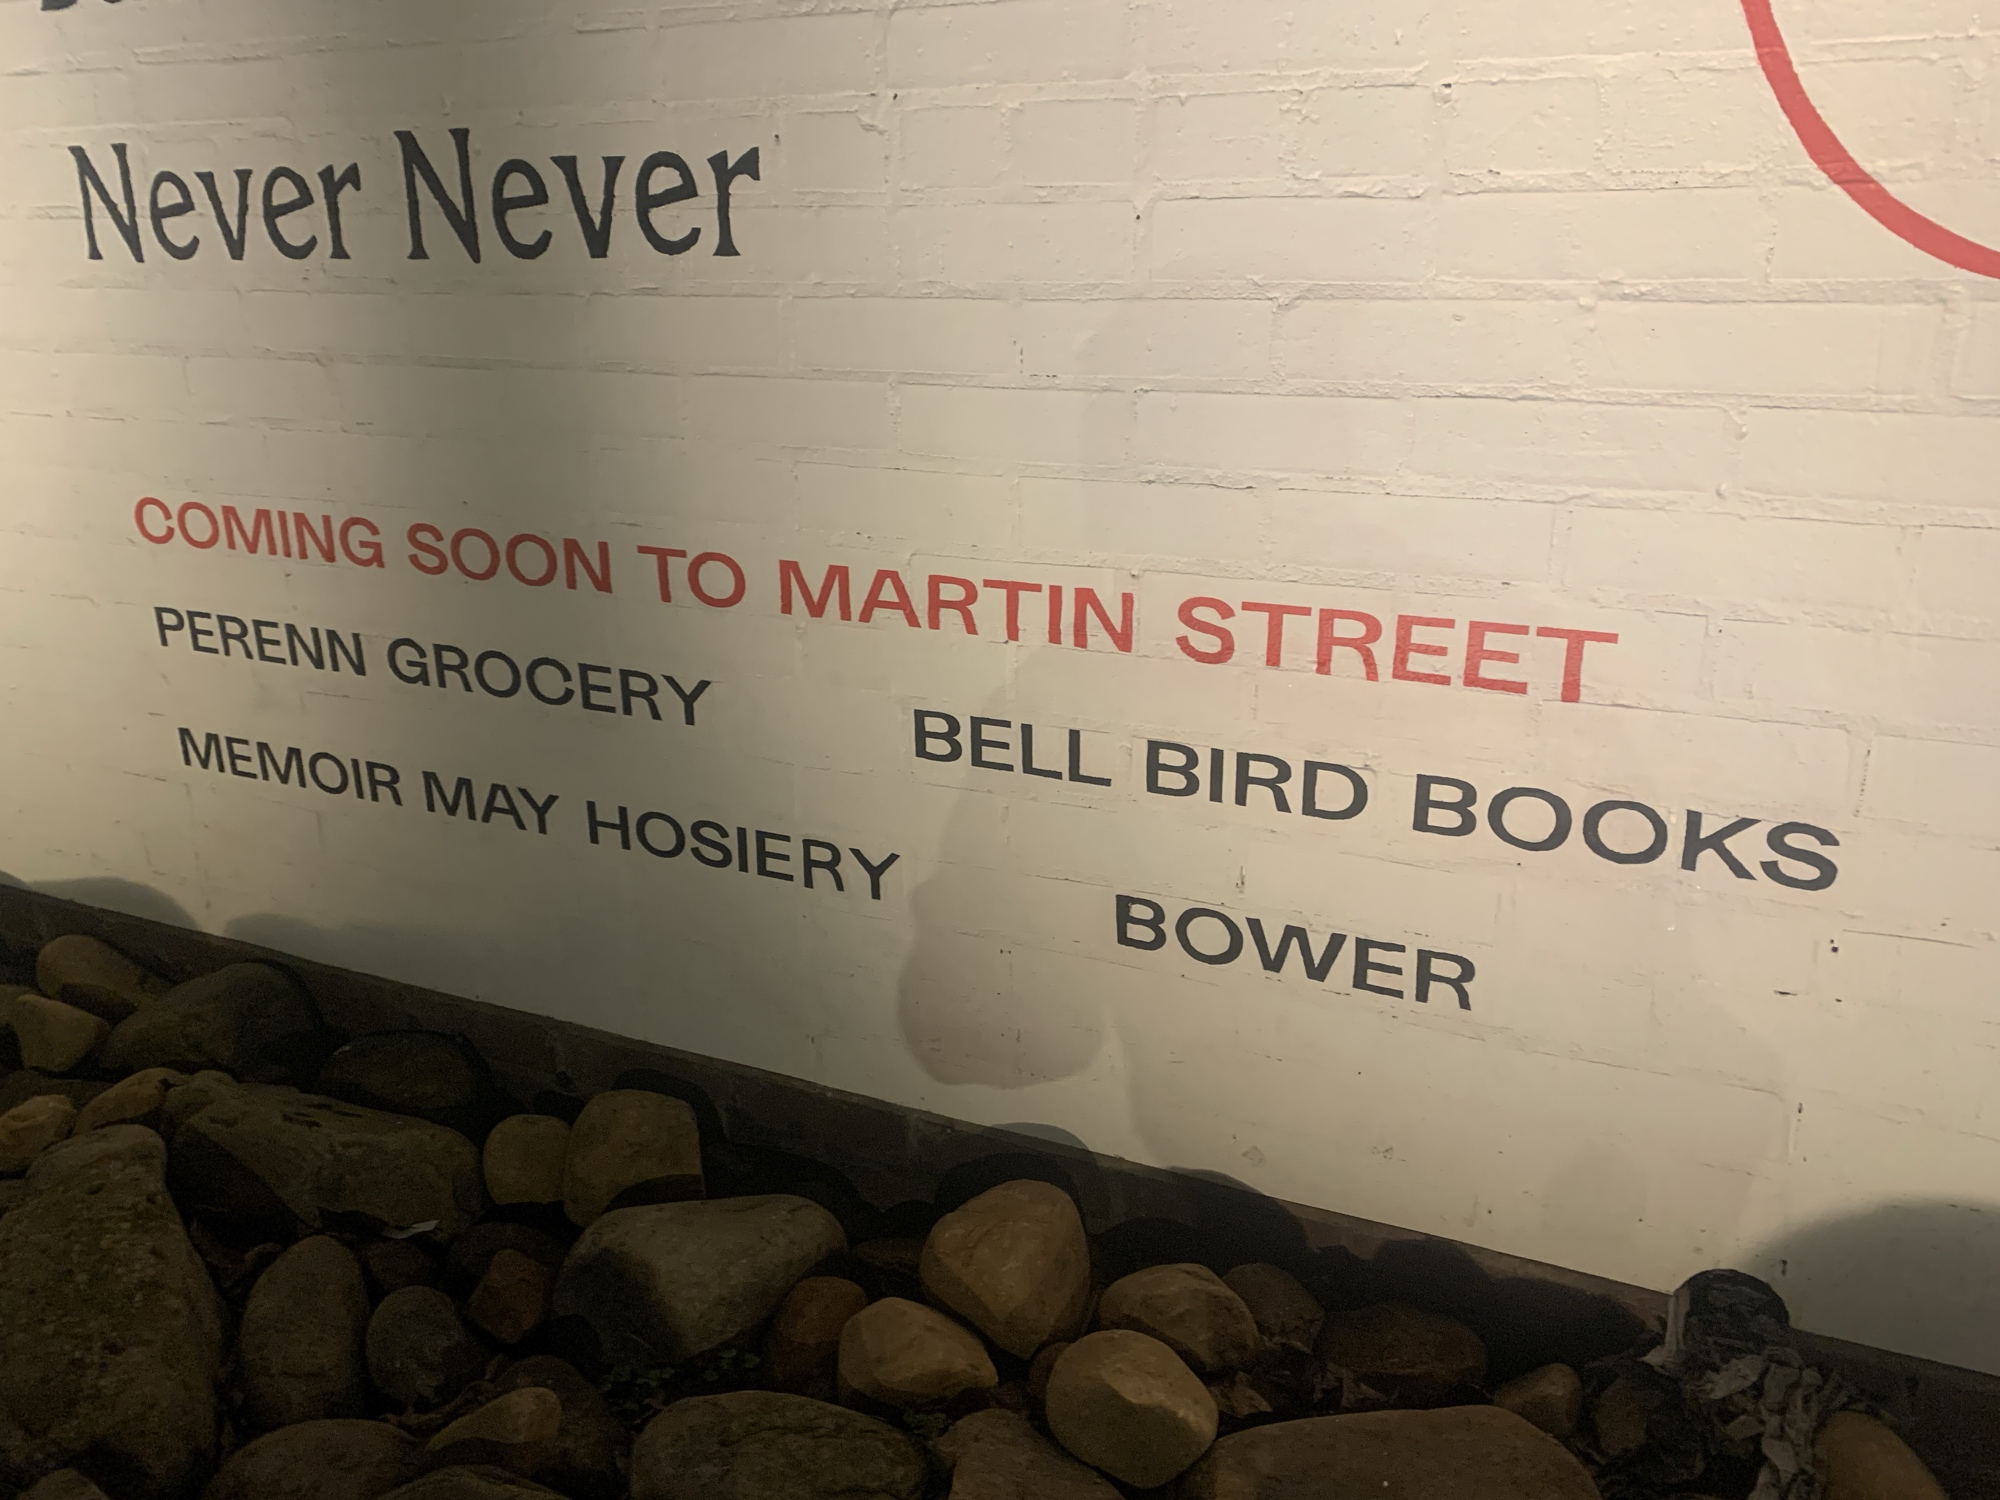 Never Never
COMING SOON TO MARTIN STREET
PERENN GROCERY
BELL BIRD BOOKS
MEMOIR MAY HOSIERY
BOWER